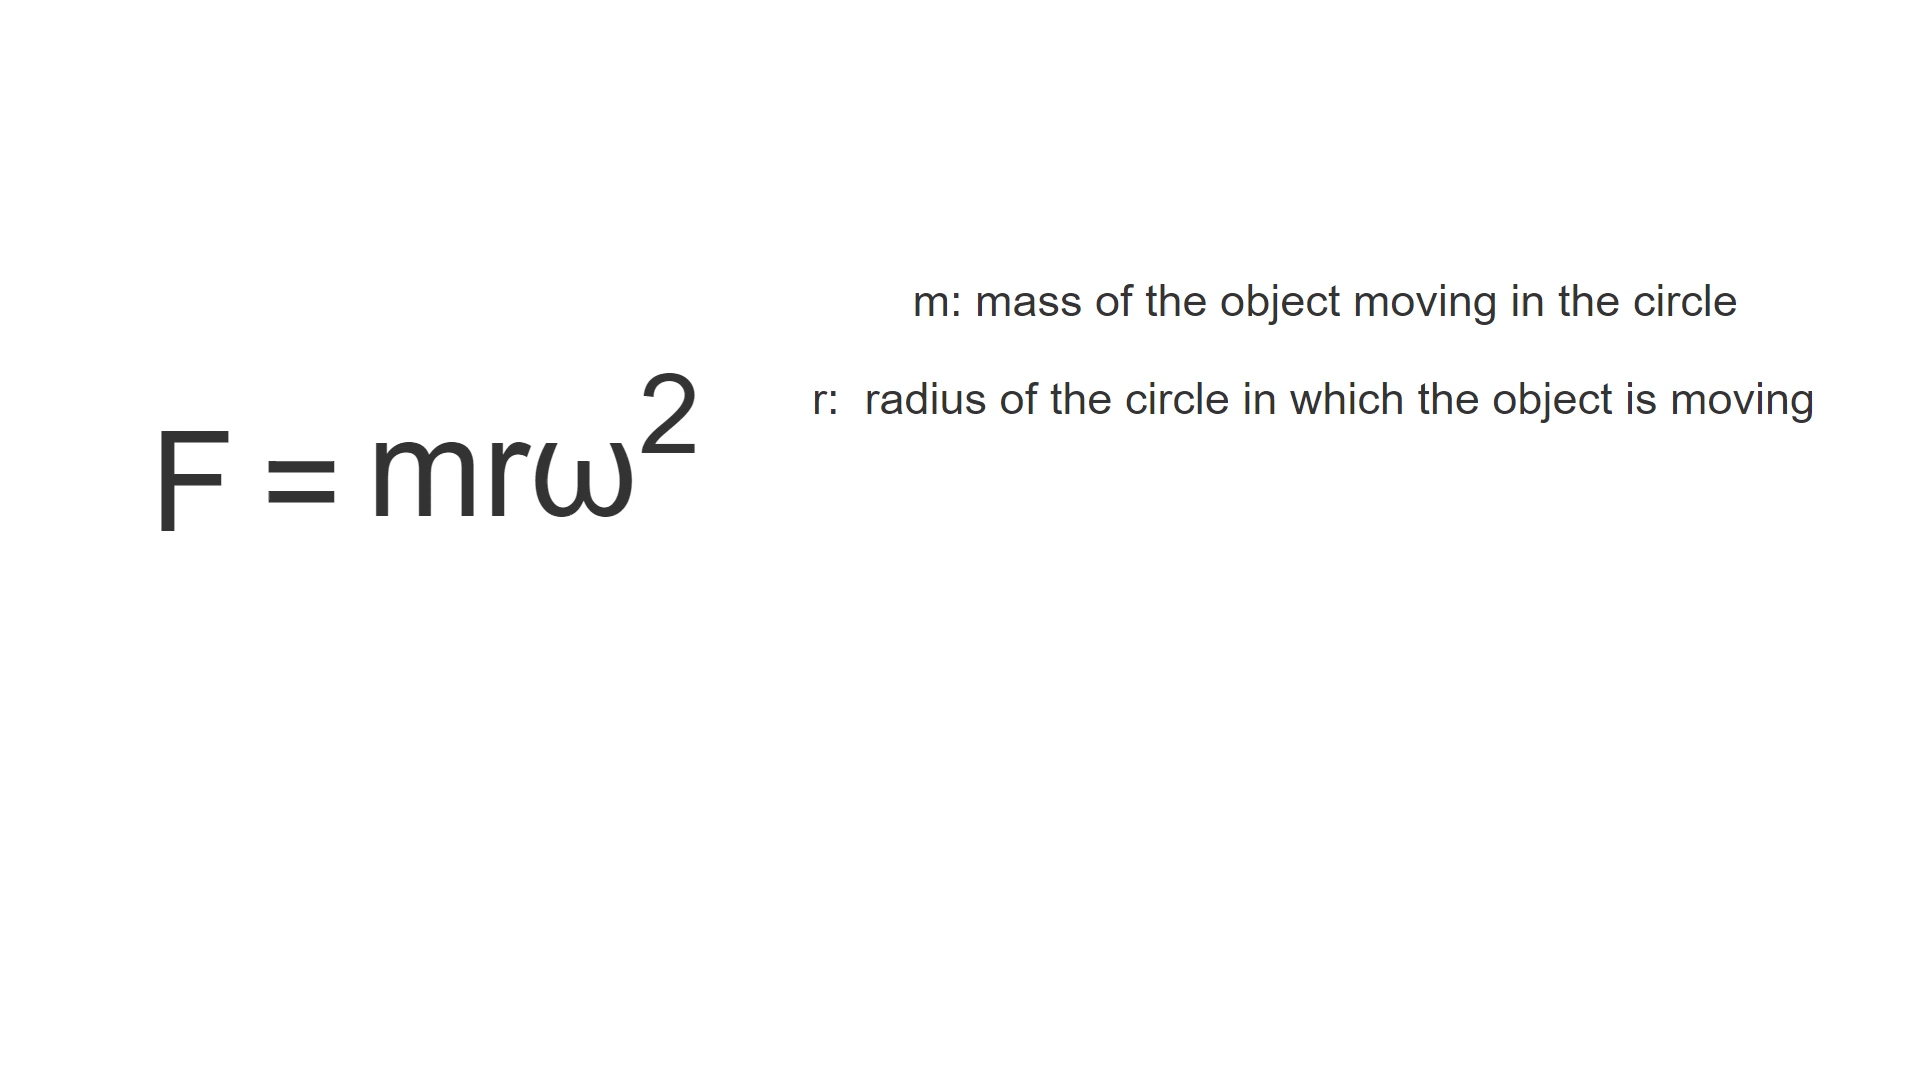 m: mass of the object moving in the circle
r:  radius of the circle in which the object is moving
F = mrω²